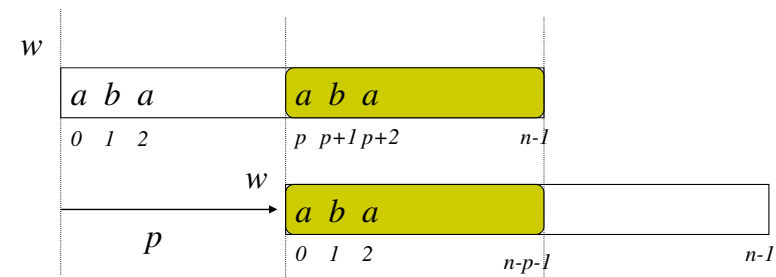 w
a b a a b a
0 1 2 p p+1 p+2 n-1
w
a b a
p
0 1 2 n-p-1 n-1